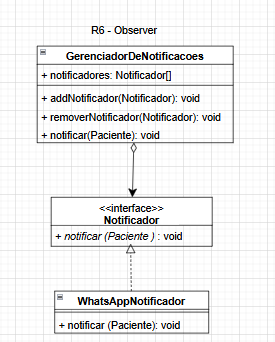 R6 - Observer
GerenciadorDeNotificacoes
+ notificadores: Notificador[]
+ addNotificador(Notificador): void
+ removerNotificador(Notificador): void
+ notificar(Paciente): void
<<interface>>
Notificador
+ notificar (Paciente ) : void
WhatsAppNotificador
+ notificar (Paciente): void